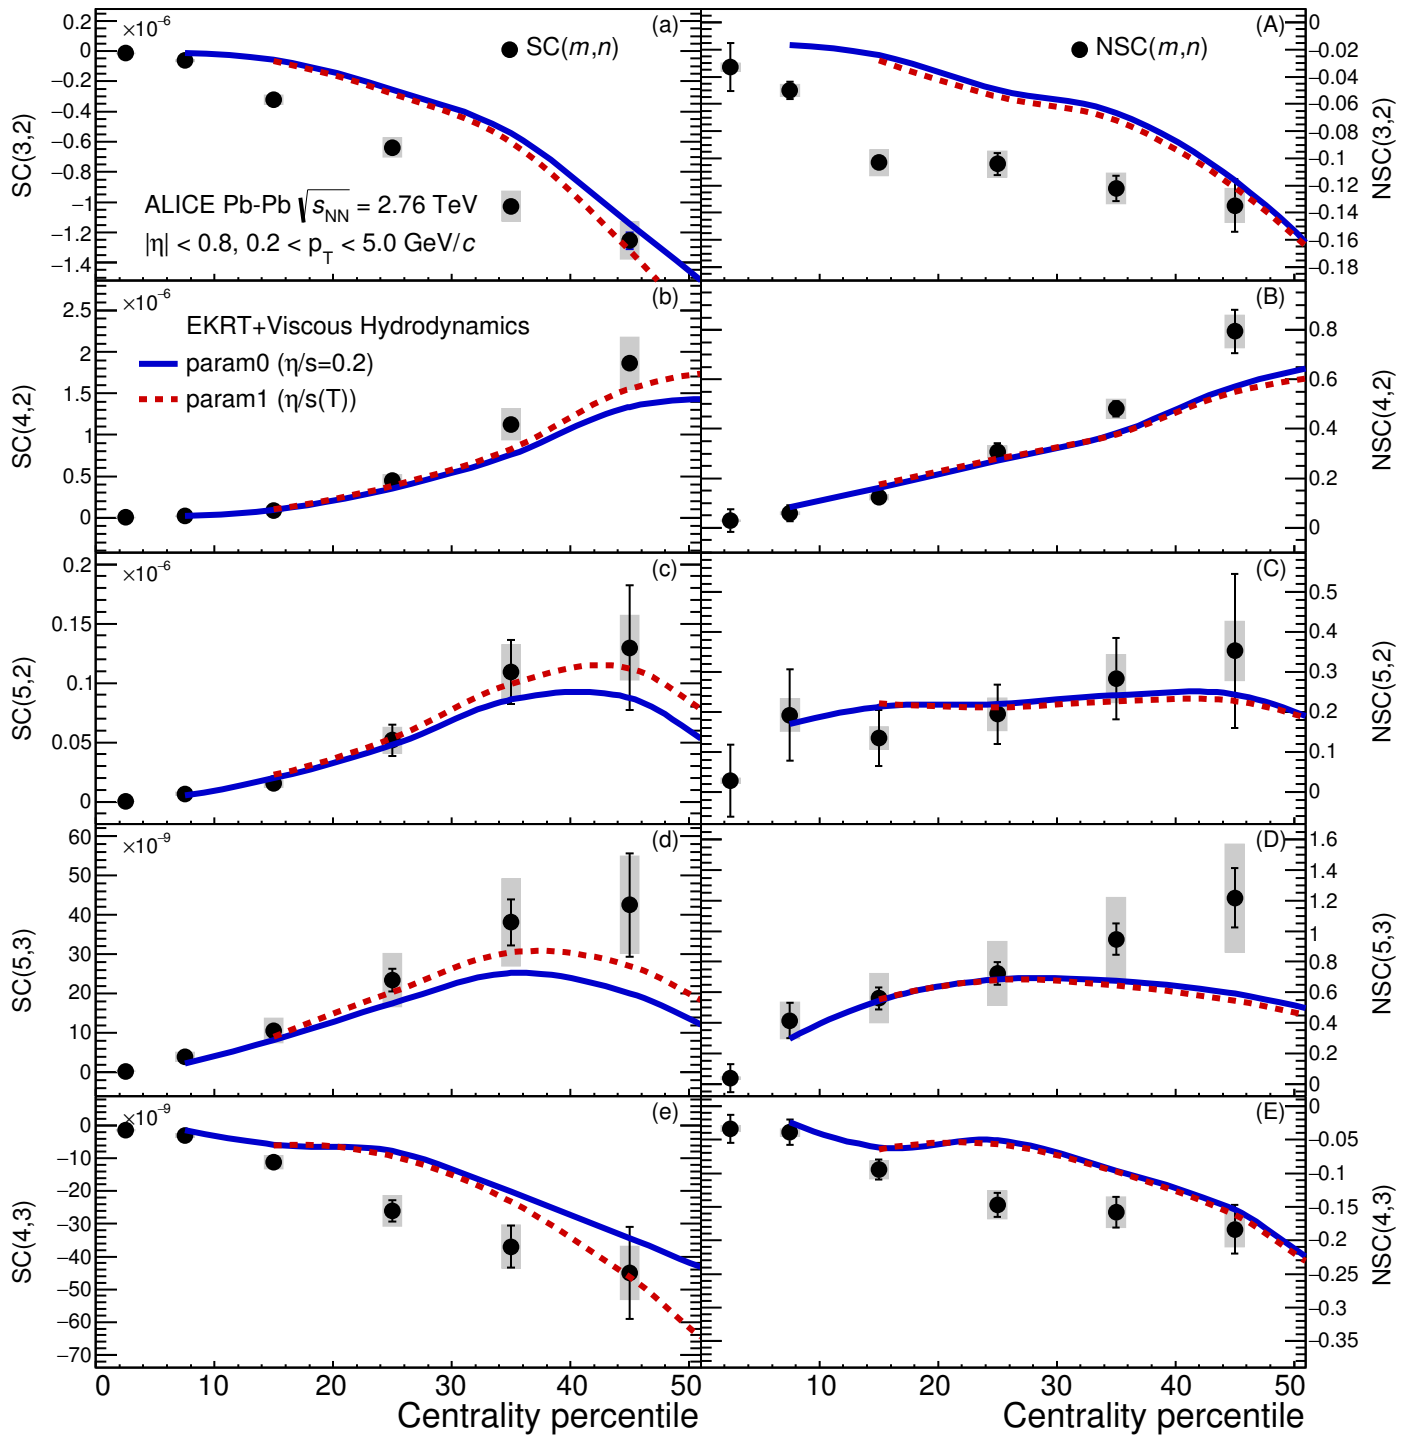 ×10⁻⁶
(a)
SC(m,n)
0.2
0
−0.2
−0.4
−0.6
−0.8
−1
−1.2
−1.4
SC(3,2)
ALICE Pb-Pb √s_NN = 2.76 TeV
|η| < 0.8, 0.2 < p_T < 5.0 GeV/c
(A)
NSC(m,n)
0
−0.02
−0.04
−0.06
−0.08
−0.1
−0.12
−0.14
−0.16
−0.18
NSC(3,2)
×10⁻⁶
(b)
2.5
2
1.5
1
0.5
0
SC(4,2)
EKRT+Viscous Hydrodynamics
param0 (η/s=0.2)
param1 (η/s(T))
(B)
0.8
0.6
0.4
0.2
0
NSC(4,2)
×10⁻⁶
(c)
0.2
0.15
0.1
0.05
0
SC(5,2)
(C)
0.5
0.4
0.3
0.2
0.1
0
NSC(5,2)
×10⁻⁹
(d)
60
50
40
30
20
10
0
SC(5,3)
(D)
1.6
1.4
1.2
1
0.8
0.6
0.4
0.2
0
NSC(5,3)
×10⁻⁹
(e)
0
−10
−20
−30
−40
−50
−60
−70
SC(4,3)
(E)
0
−0.05
−0.1
−0.15
−0.2
−0.25
−0.3
−0.35
NSC(4,3)
0 10 20 30 40 50
10 20 30 40 50
Centrality percentile
Centrality percentile